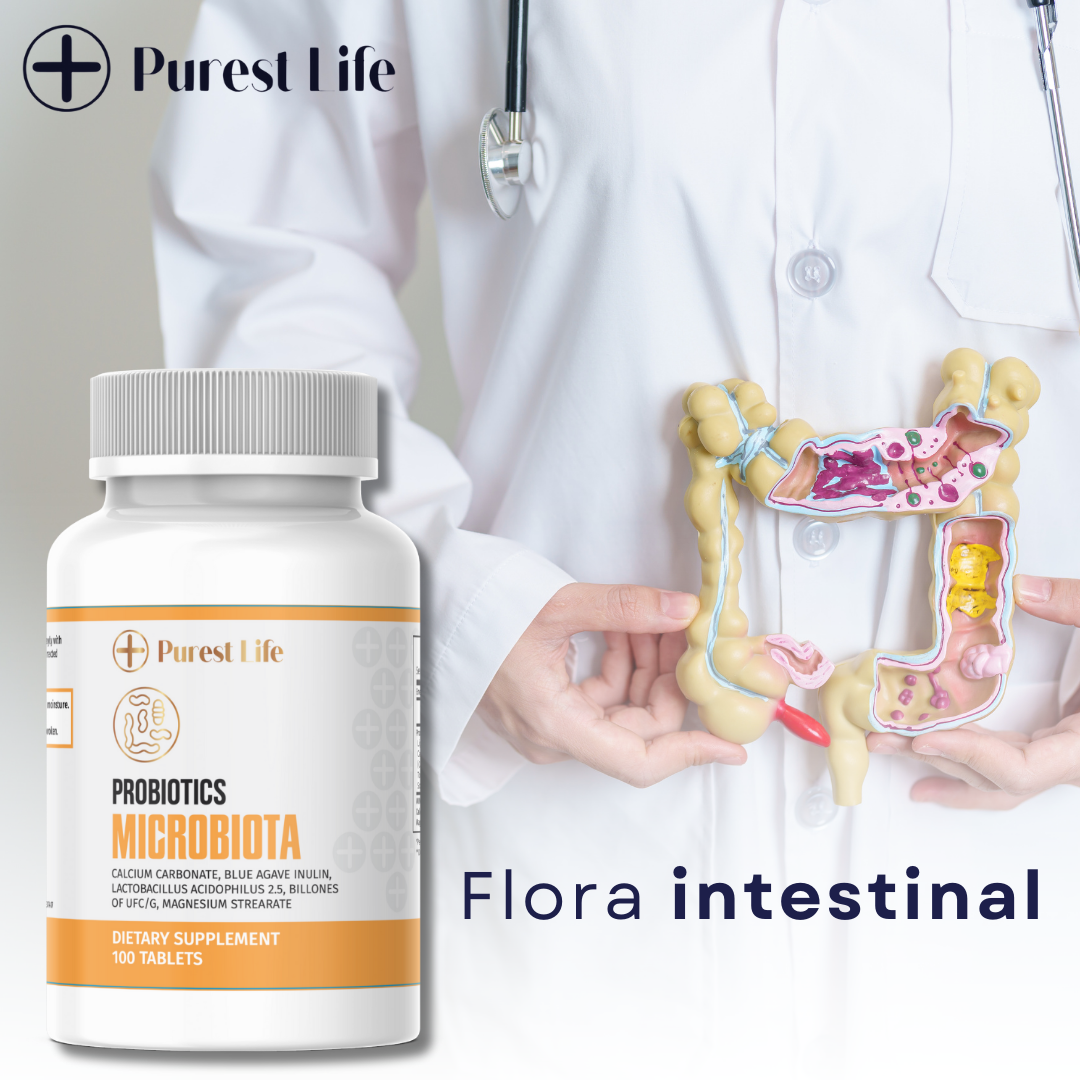 Purest Life
Purest Life
PROBIOTICS
MICROBIOTA
CALCIUM CARBONATE, BLUE AGAVE INULIN,
LACTOBACILLUS ACIDOPHILUS 2.5, BILLONES
OF UFC/G, MAGNESIUM STREARATE
DIETARY SUPPLEMENT
100 TABLETS
Flora intestinal